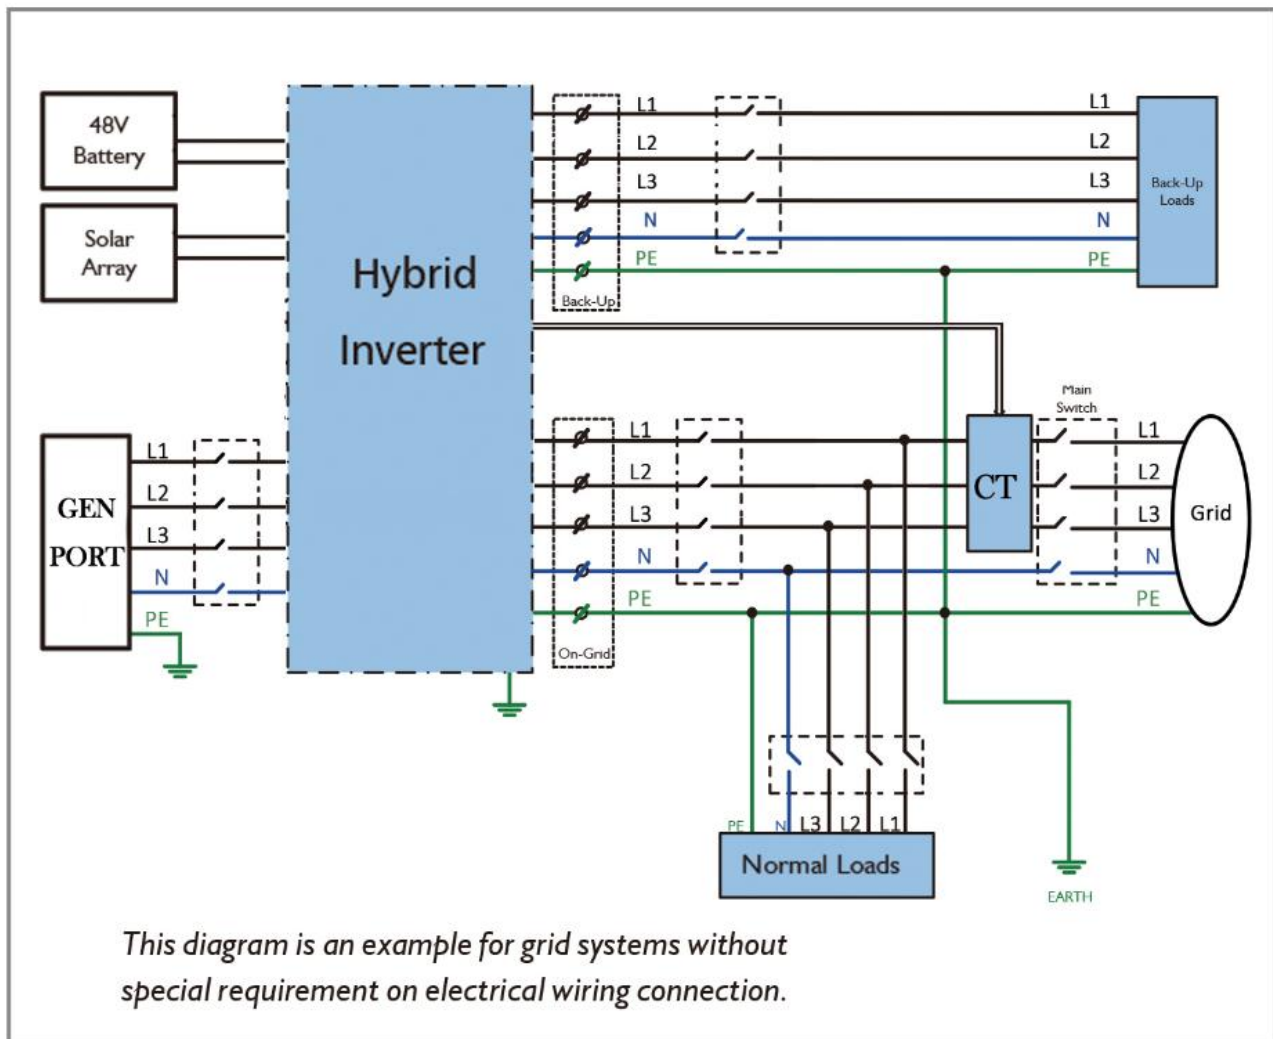 48V
Battery
Solar
Array
Hybrid
Inverter
L1
L2
L3
N
PE
Back-Up
L1
L2
L3
N
PE
Back-Up
Loads
GEN
PORT
L1
L2
L3
N
PE
L1
L2
L3
N
PE
On-Grid
CT
Main
Switch
L1
L2
L3
N
PE
Grid
PE N L3 L2 L1
Normal Loads
EARTH
This diagram is an example for grid systems without
special requirement on electrical wiring connection.